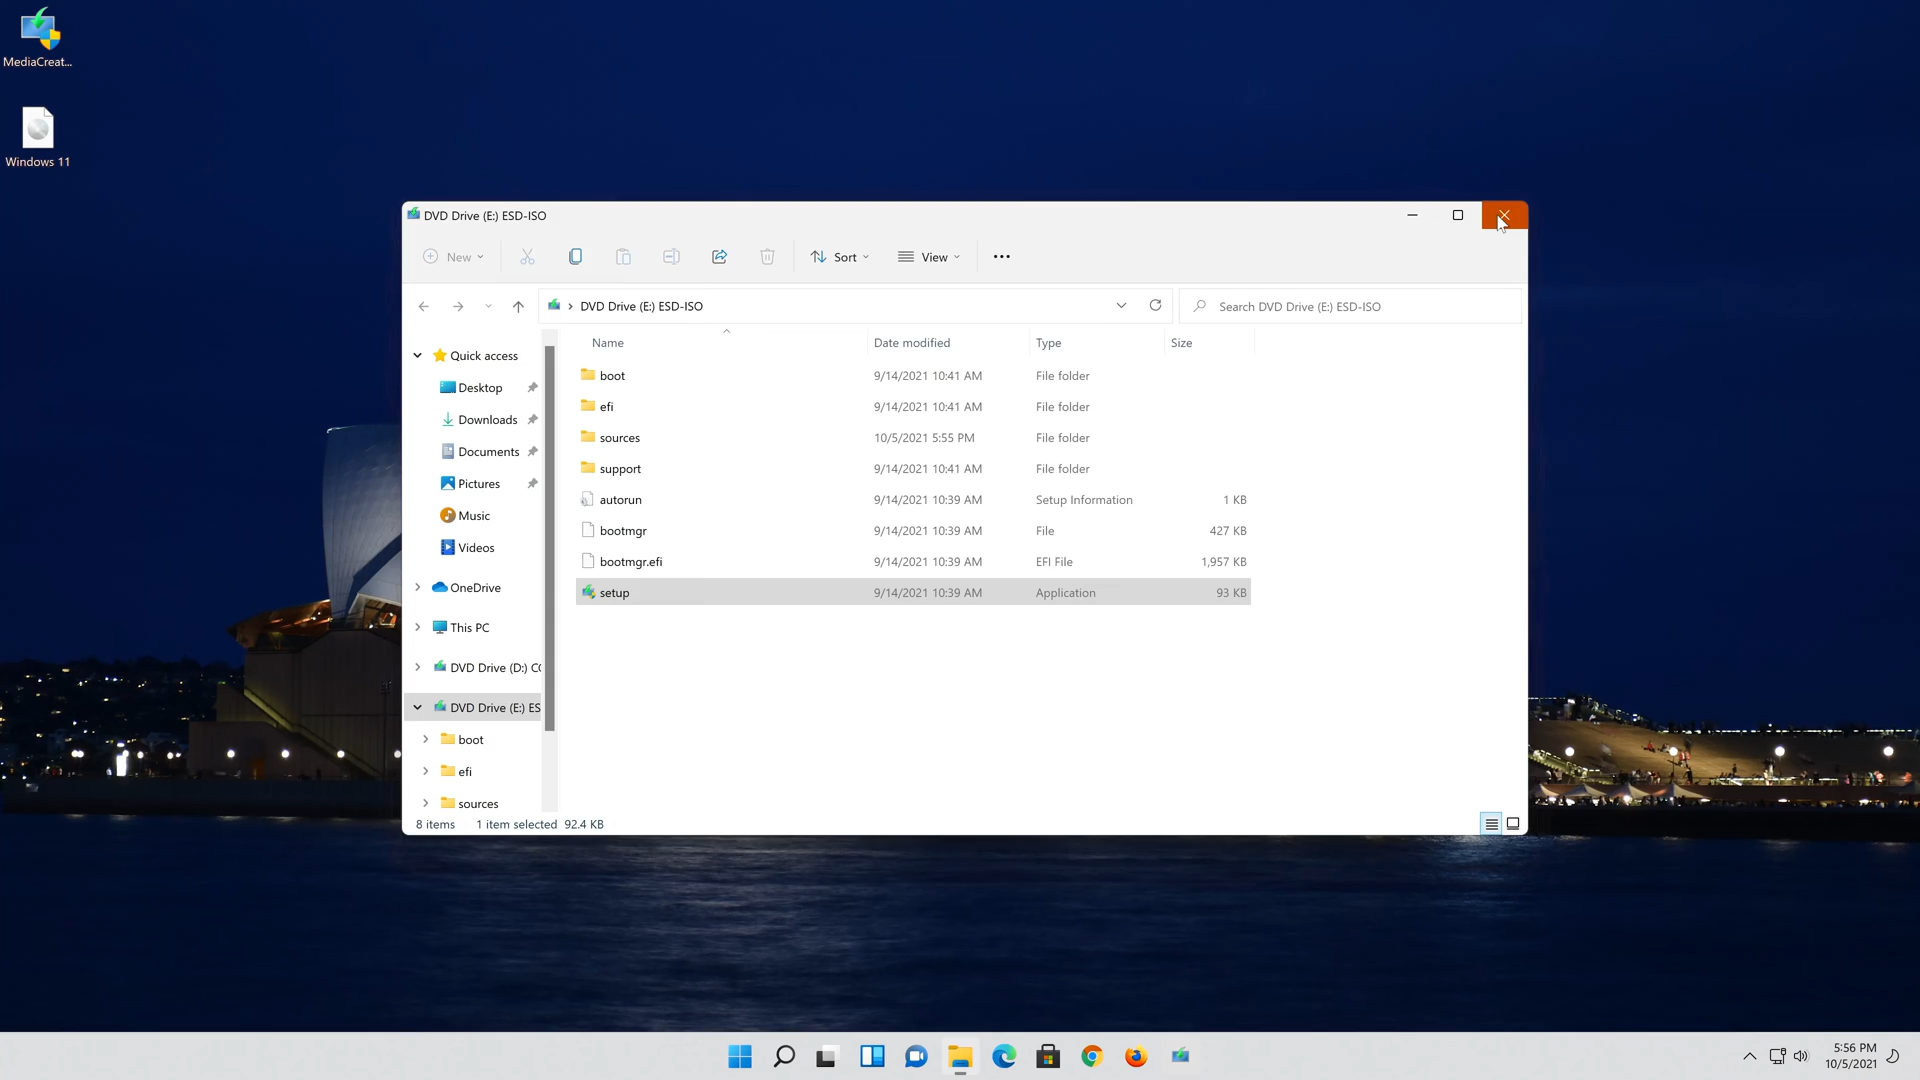 MediaCreat...
Windows 11
DVD Drive (E:) ESD-ISO
New
Sort
View
DVD Drive (E:) ESD-ISO
Search DVD Drive (E:) ESD-ISO
Name Date modified Type Size
Quick access
Desktop
Downloads
Documents
Pictures
Music
Videos
OneDrive
This PC
DVD Drive (D:) CC
DVD Drive (E:) ES
boot
efi
sources
boot 9/14/2021 10:41 AM File folder
efi 9/14/2021 10:41 AM File folder
sources 10/5/2021 5:55 PM File folder
support 9/14/2021 10:41 AM File folder
autorun 9/14/2021 10:39 AM Setup Information 1 KB
bootmgr 9/14/2021 10:39 AM File 427 KB
bootmgr.efi 9/14/2021 10:39 AM EFI File 1,957 KB
setup 9/14/2021 10:39 AM Application 93 KB
8 items 1 item selected 92.4 KB
5:56 PM
10/5/2021